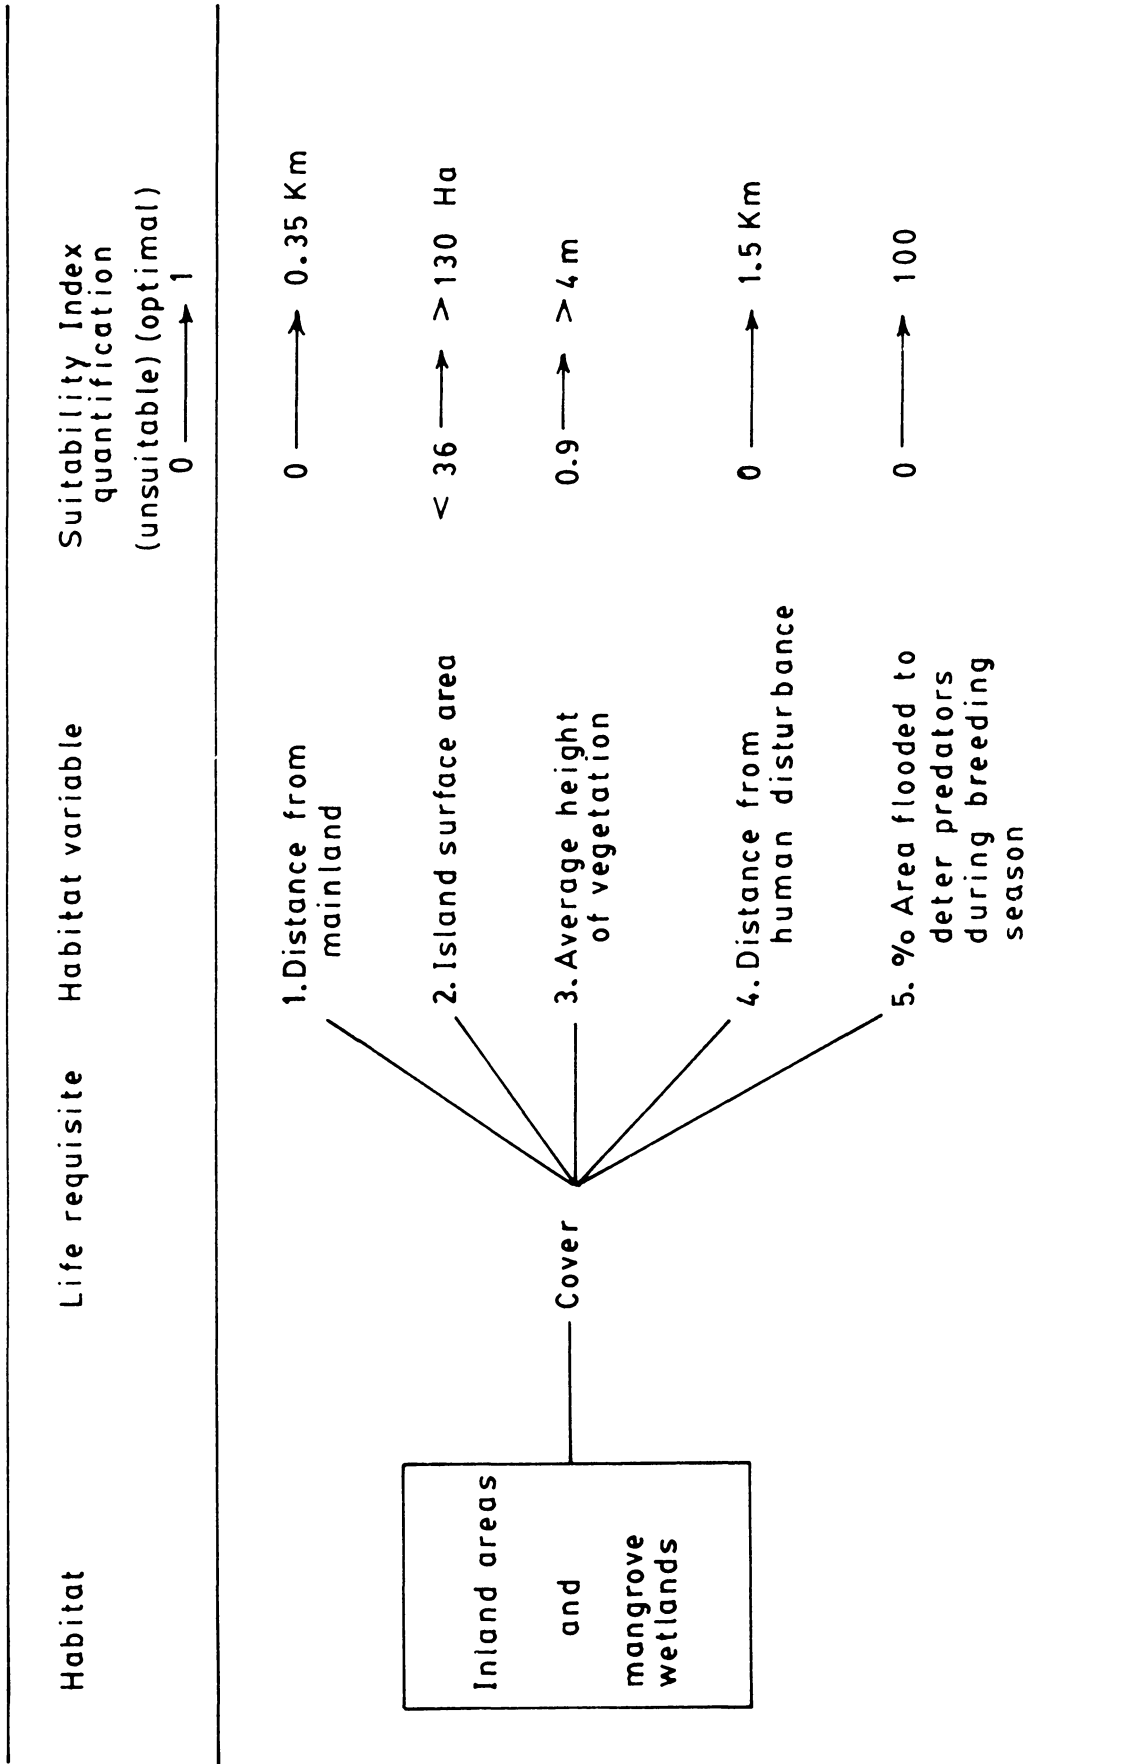 Habitat
Life requisite
Habitat variable
Suitability Index
quantification
(unsuitable) (optimal)
0 → 1
Inland areas
and
mangrove
wetlands
Cover
1.Distance from
mainland
0 → 0.35 Km
2. Island surface area
< 36 → >130 Ha
3. Average height
of vegetation
0.9 → >4m
4. Distance from
human disturbance
0 → 1.5 Km
5. % Area flooded to
deter predators
during breeding
season
0 → 100